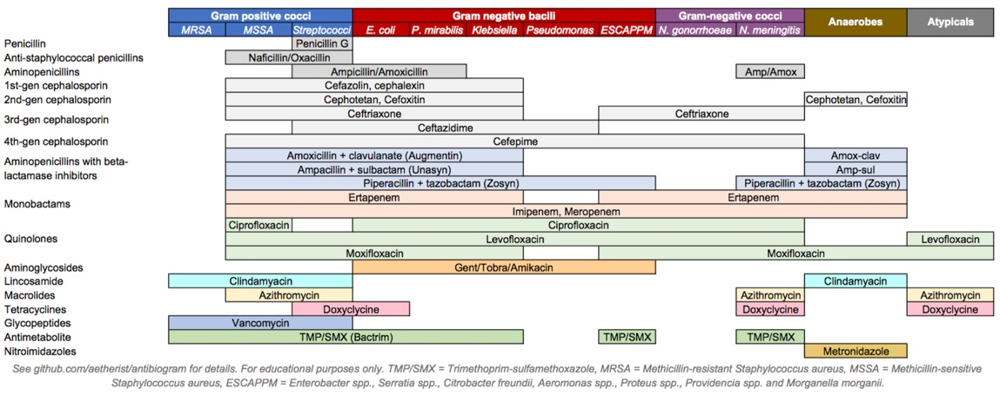 Gram positive cocci Gram negative bacili Gram-negative cocci Anaerobes Atypicals
MRSA MSSA Streptococci E. coli P. mirabilis Klebsiella Pseudomonas ESCAPPM N. gonorrhoeae N. meningitis
Penicillin Penicillin G
Anti-staphylococcal penicillins Naficillin/Oxacillin
Aminopenicillins Ampicillin/Amoxicillin Amp/Amox
1st-gen cephalosporin Cefazolin, cephalexin
2nd-gen cephalosporin Cephotetan, Cefoxitin Cephotetan, Cefoxitin
3rd-gen cephalosporin Ceftriaxone Ceftriaxone
Ceftazidime
4th-gen cephalosporin Cefepime
Aminopenicillins with beta-
lactamase inhibitors Amoxicillin + clavulanate (Augmentin) Amox-clav
Ampacillin + sulbactam (Unasyn) Amp-sul
Piperacillin + tazobactam (Zosyn) Piperacillin + tazobactam (Zosyn)
Monobactams Ertapenem Ertapenem
Imipenem, Meropenem
Quinolones Ciprofloxacin Ciprofloxacin
Levofloxacin Levofloxacin
Moxifloxacin Moxifloxacin
Aminoglycosides Gent/Tobra/Amikacin
Lincosamide Clindamyacin Clindamyacin
Macrolides Azithromycin Azithromycin Azithromycin
Tetracyclines Doxyclycine Doxyclycine Doxyclycine
Glycopeptides Vancomycin
Antimetabolite TMP/SMX (Bactrim) TMP/SMX TMP/SMX
Nitroimidazoles Metronidazole
See github.com/aetherist/antibiogram for details. For educational purposes only. TMP/SMX = Trimethoprim-sulfamethoxazole, MRSA = Methicillin-resistant Staphylococcus aureus, MSSA = Methicillin-sensitive
Staphylococcus aureus, ESCAPPM = Enterobacter spp., Serratia spp., Citrobacter freundii, Aeromonas spp., Proteus spp., Providencia spp. and Morganella morganii.